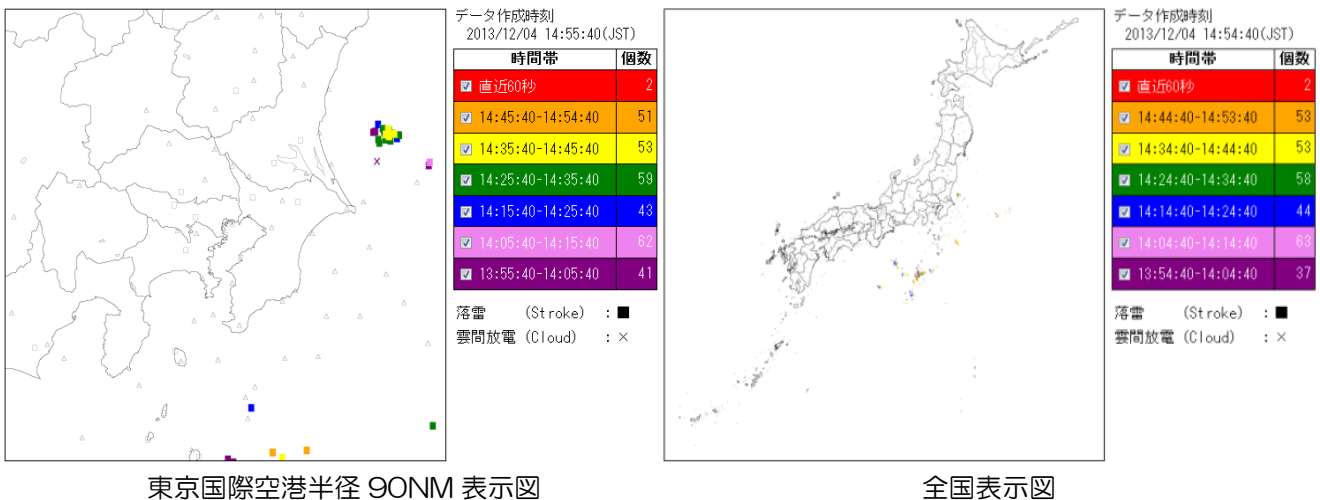 データ作成時刻
2013/12/04 14:55:40(JST)
時間帯 個数
直近60秒 2
14:45:40-14:54:40 51
14:35:40-14:45:40 53
14:25:40-14:35:40 59
14:15:40-14:25:40 43
14:05:40-14:15:40 62
13:55:40-14:05:40 41
落雷 (Stroke) :■
雲間放電 (Cloud) :×
東京国際空港半径 90NM 表示図
データ作成時刻
2013/12/04 14:54:40(JST)
時間帯 個数
直近60秒 2
14:44:40-14:53:40 53
14:34:40-14:44:40 53
14:24:40-14:34:40 58
14:14:40-14:24:40 44
14:04:40-14:14:40 63
13:54:40-14:04:40 37
落雷 (Stroke) :■
雲間放電 (Cloud) :×
全国表示図